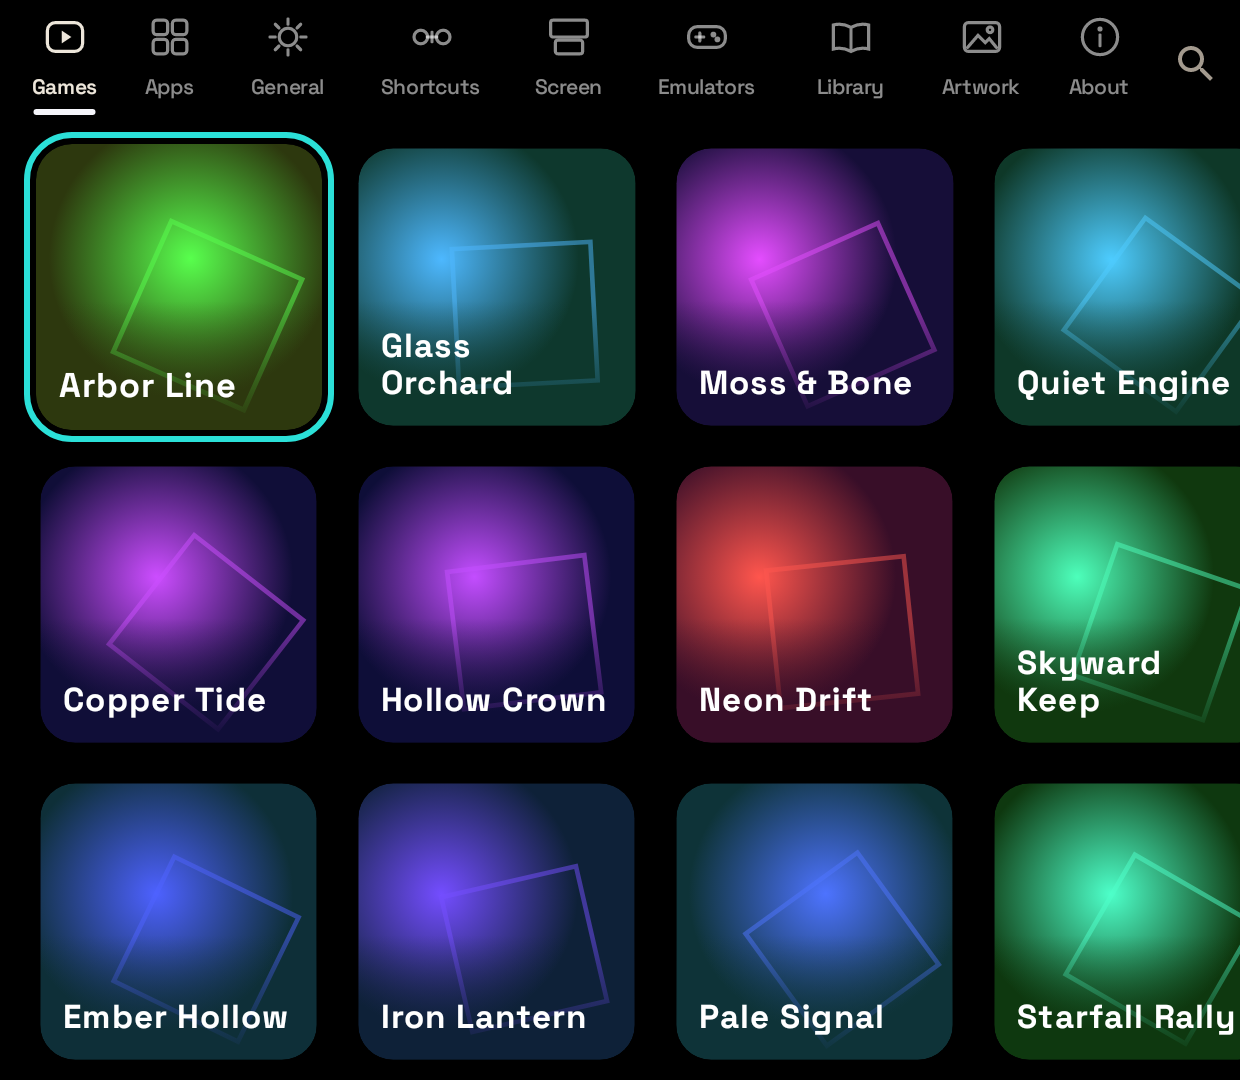 Games
Apps
General
Shortcuts
Screen
Emulators
Library
Artwork
About
Arbor Line
Glass
Orchard
Moss & Bone
Quiet Engine
Copper Tide
Hollow Crown
Neon Drift
Skyward
Keep
Ember Hollow
Iron Lantern
Pale Signal
Starfall Rally